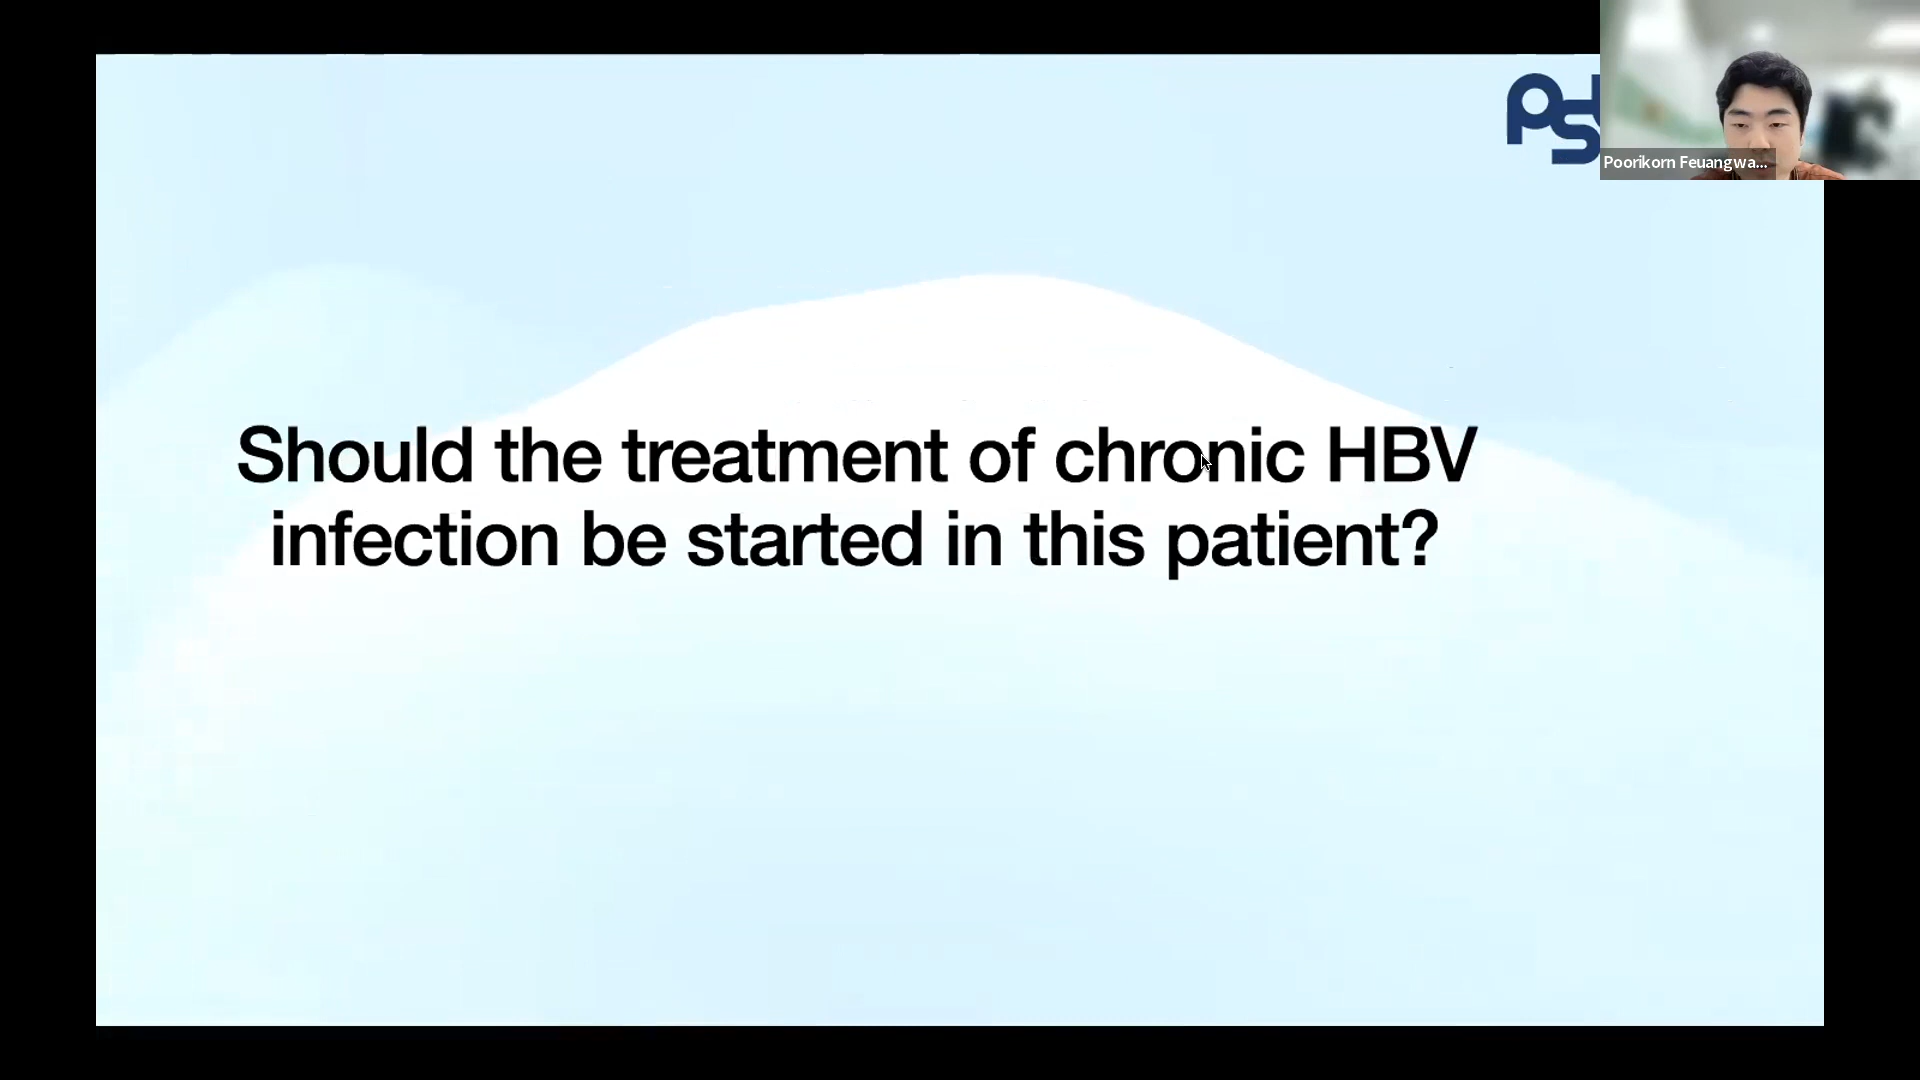 Poorikorn Feuangwa...
Should the treatment of chronic HBV
infection be started in this patient?